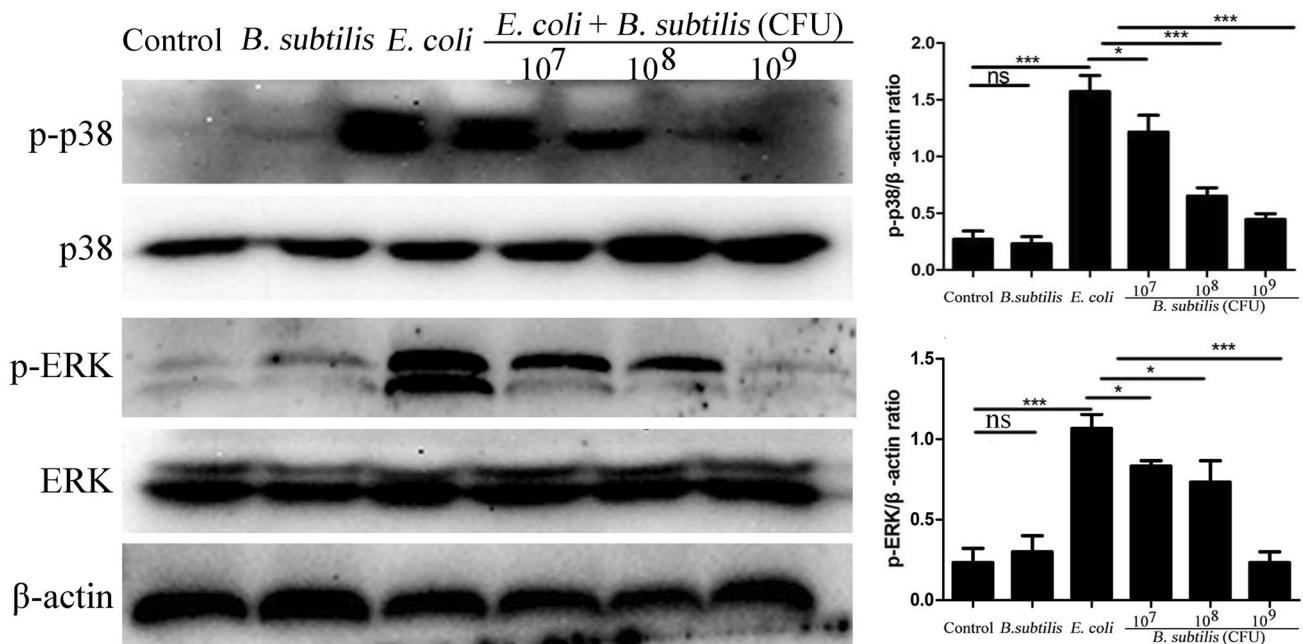 Control B. subtilis E. coli E. coli + B. subtilis (CFU)
10⁷ 10⁸ 10⁹
p-p38
p38
p-ERK
ERK
β-actin
***
***
*** *
ns
2.0
1.5
1.0
0.5
0.0
p-p38/β -actin ratio
Control B.subtilis E. coli 10⁷ 10⁸ 10⁹
B. subtilis (CFU)
***
*
*** *
ns
1.5
1.0
0.5
0.0
p-ERK/β -actin ratio
Control B.subtilis E. coli 10⁷ 10⁸ 10⁹
B. subtilis (CFU)